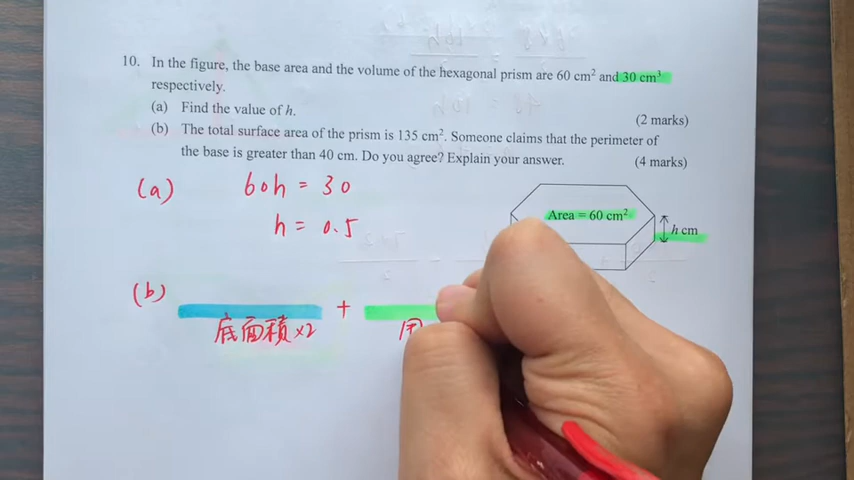 10. In the figure, the base area and the volume of the hexagonal prism are 60 cm² and 30 cm³
respectively.
(a) Find the value of h.
(2 marks)
(b) The total surface area of the prism is 135 cm². Someone claims that the perimeter of
the base is greater than 40 cm. Do you agree? Explain your answer.
(4 marks)
(a) 60h = 30
h = 0.5
Area = 60 cm²
h cm
(b) +
底面積×2